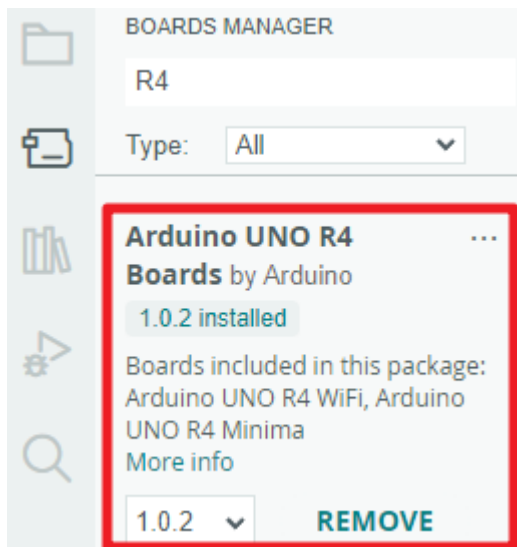 BOARDS MANAGER
R4
Type: All
Arduino UNO R4 ...
Boards by Arduino
1.0.2 installed
Boards included in this package:
Arduino UNO R4 WiFi, Arduino
UNO R4 Minima
More info
1.0.2 REMOVE